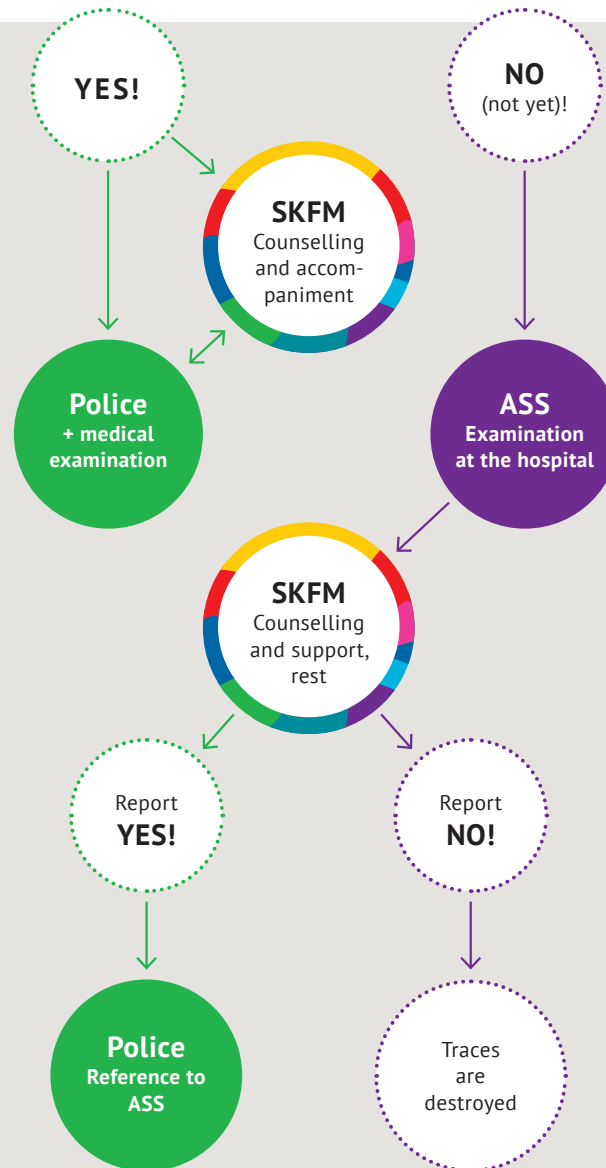 YES!
NO
(not yet)!
SKFM
Counselling
and accom-
paniment
Police
+ medical
examination
ASS
Examination
at the hospital
SKFM
Counselling
and support,
rest
Report
YES!
Report
NO!
Police
Reference to
ASS
Traces
are
destroyed